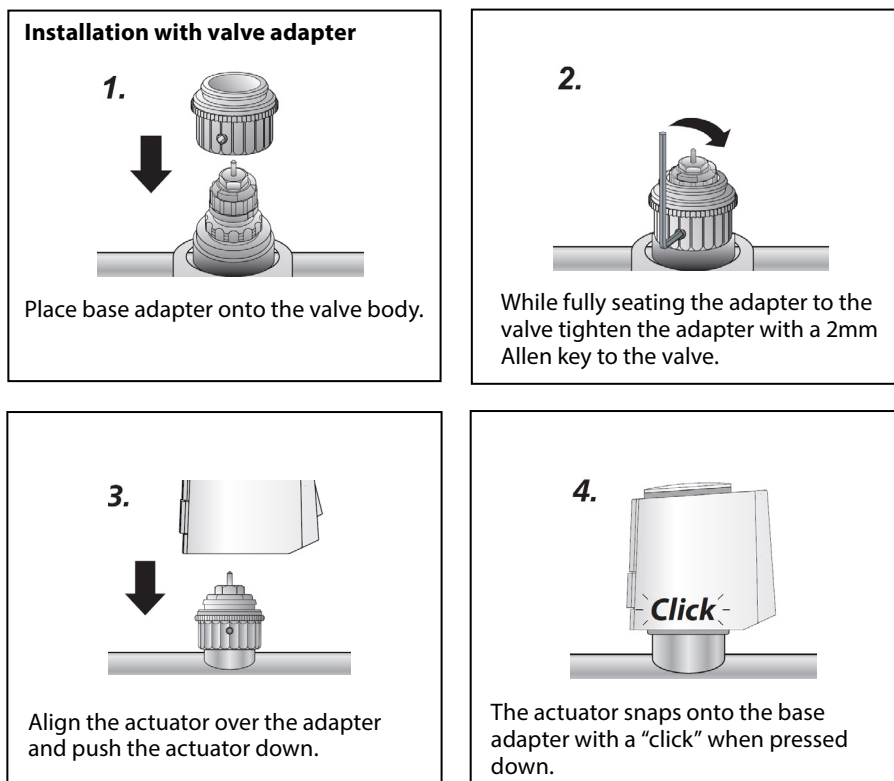 Installation with valve adapter
1.
Place base adapter onto the valve body.
2.
While fully seating the adapter to the
valve tighten the adapter with a 2mm
Allen key to the valve.
3.
Align the actuator over the adapter
and push the actuator down.
4.
Click
The actuator snaps onto the base
adapter with a “click” when pressed
down.